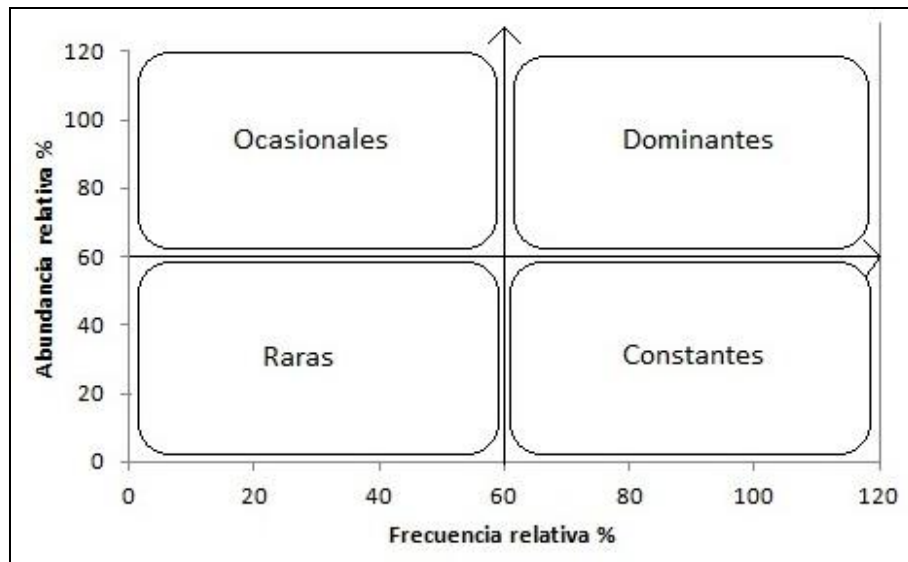 120
100
80
60
40
20
0
Abundancia relativa %
Ocasionales
Dominantes
Raras
Constantes
0 20 40 60 80 100 120
Frecuencia relativa %